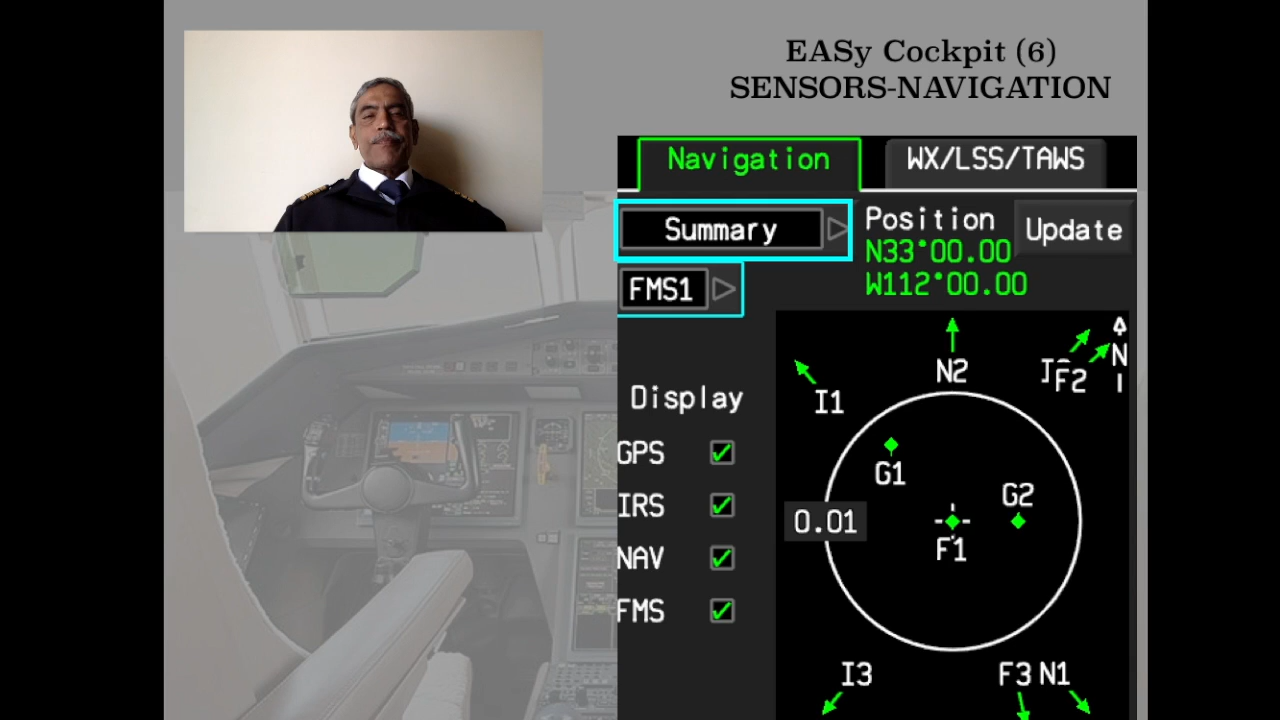 EASy Cockpit (6)
SENSORS-NAVIGATION
Navigation
WX/LSS/TAWS
Summary
Position
Update
N33°00.00
W112°00.00
FMS1
N
N2
F2
I1
Display
GPS
G1
G2
IRS
0.01
F1
NAV
FMS
I3
F3 N1